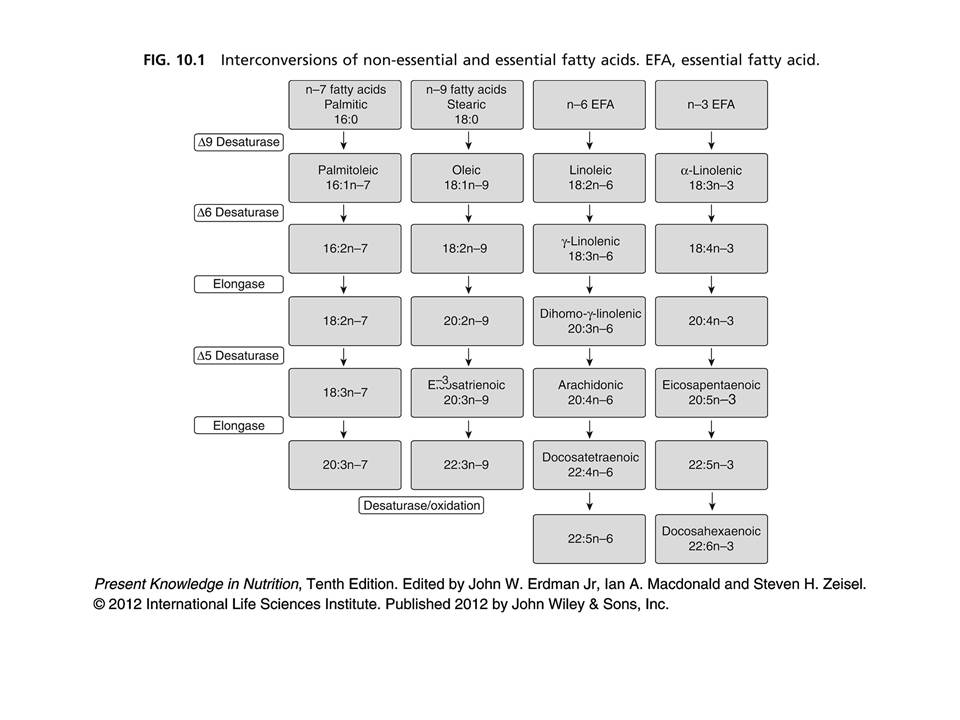 FIG. 10.1 Interconversions of non-essential and essential fatty acids. EFA, essential fatty acid.
n–7 fatty acids
Palmitic
16:0
n–9 fatty acids
Stearic
18:0
n–6 EFA
n–3 EFA
Δ9 Desaturase
Palmitoleic
16:1n–7
Oleic
18:1n–9
Linoleic
18:2n–6
α-Linolenic
18:3n–3
Δ6 Desaturase
16:2n–7
18:2n–9
γ-Linolenic
18:3n–6
18:4n–3
Elongase
18:2n–7
20:2n–9
Dihomo-γ-linolenic
20:3n–6
20:4n–3
Δ5 Desaturase
18:3n–7
–3
20:3n–9
Arachidonic
20:4n–6
Eicosapentaenoic
20:5n–3
Elongase
20:3n–7
22:3n–9
Docosatetraenoic
22:4n–6
22:5n–3
Desaturase/oxidation
22:5n–6
Docosahexaenoic
22:6n–3
Present Knowledge in Nutrition, Tenth Edition. Edited by John W. Erdman Jr, Ian A. Macdonald and Steven H. Zeisel.
© 2012 International Life Sciences Institute. Published 2012 by John Wiley & Sons, Inc.